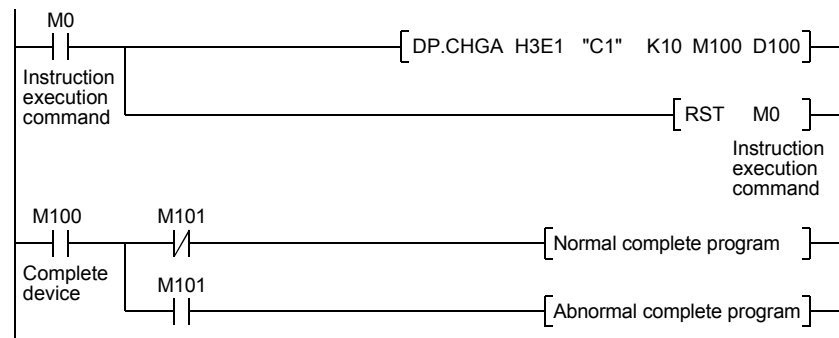 M0
DP.CHGA H3E1 "C1" K10 M100 D100
Instruction
execution
command
RST M0
Instruction
execution
command
M100 M101
Normal complete program
Complete
device
M101
Abnormal complete program